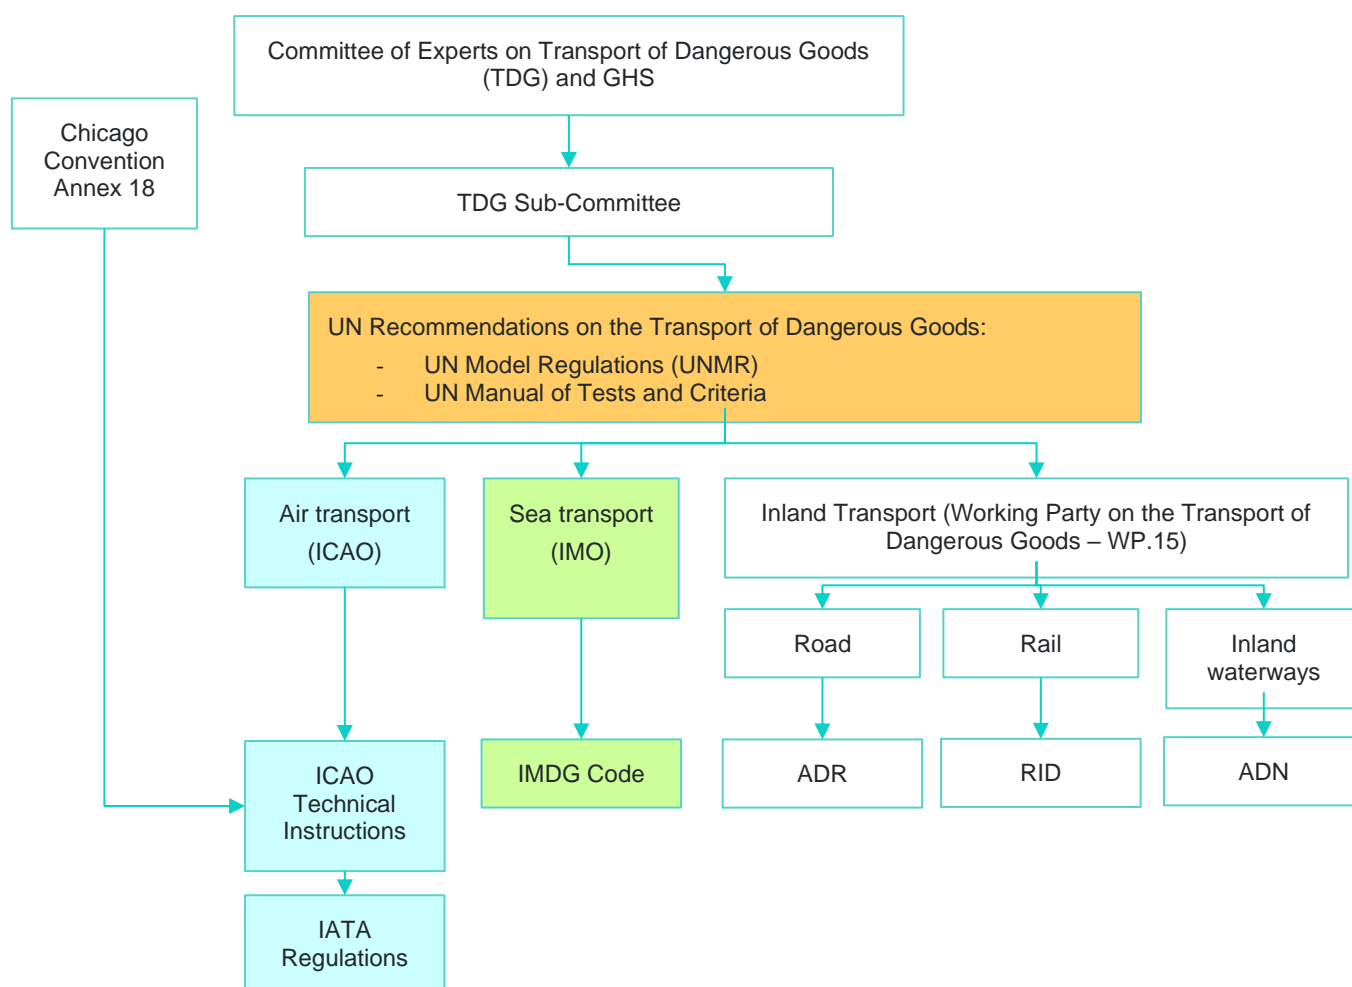 Committee of Experts on Transport of Dangerous Goods
(TDG) and GHS
Chicago
Convention
Annex 18
TDG Sub-Committee
UN Recommendations on the Transport of Dangerous Goods:
- UN Model Regulations (UNMR)
- UN Manual of Tests and Criteria
Air transport
(ICAO)
Sea transport
(IMO)
Inland Transport (Working Party on the Transport of
Dangerous Goods – WP.15)
Road
Rail
Inland
waterways
ICAO
Technical
Instructions
IMDG Code
ADR
RID
ADN
IATA
Regulations